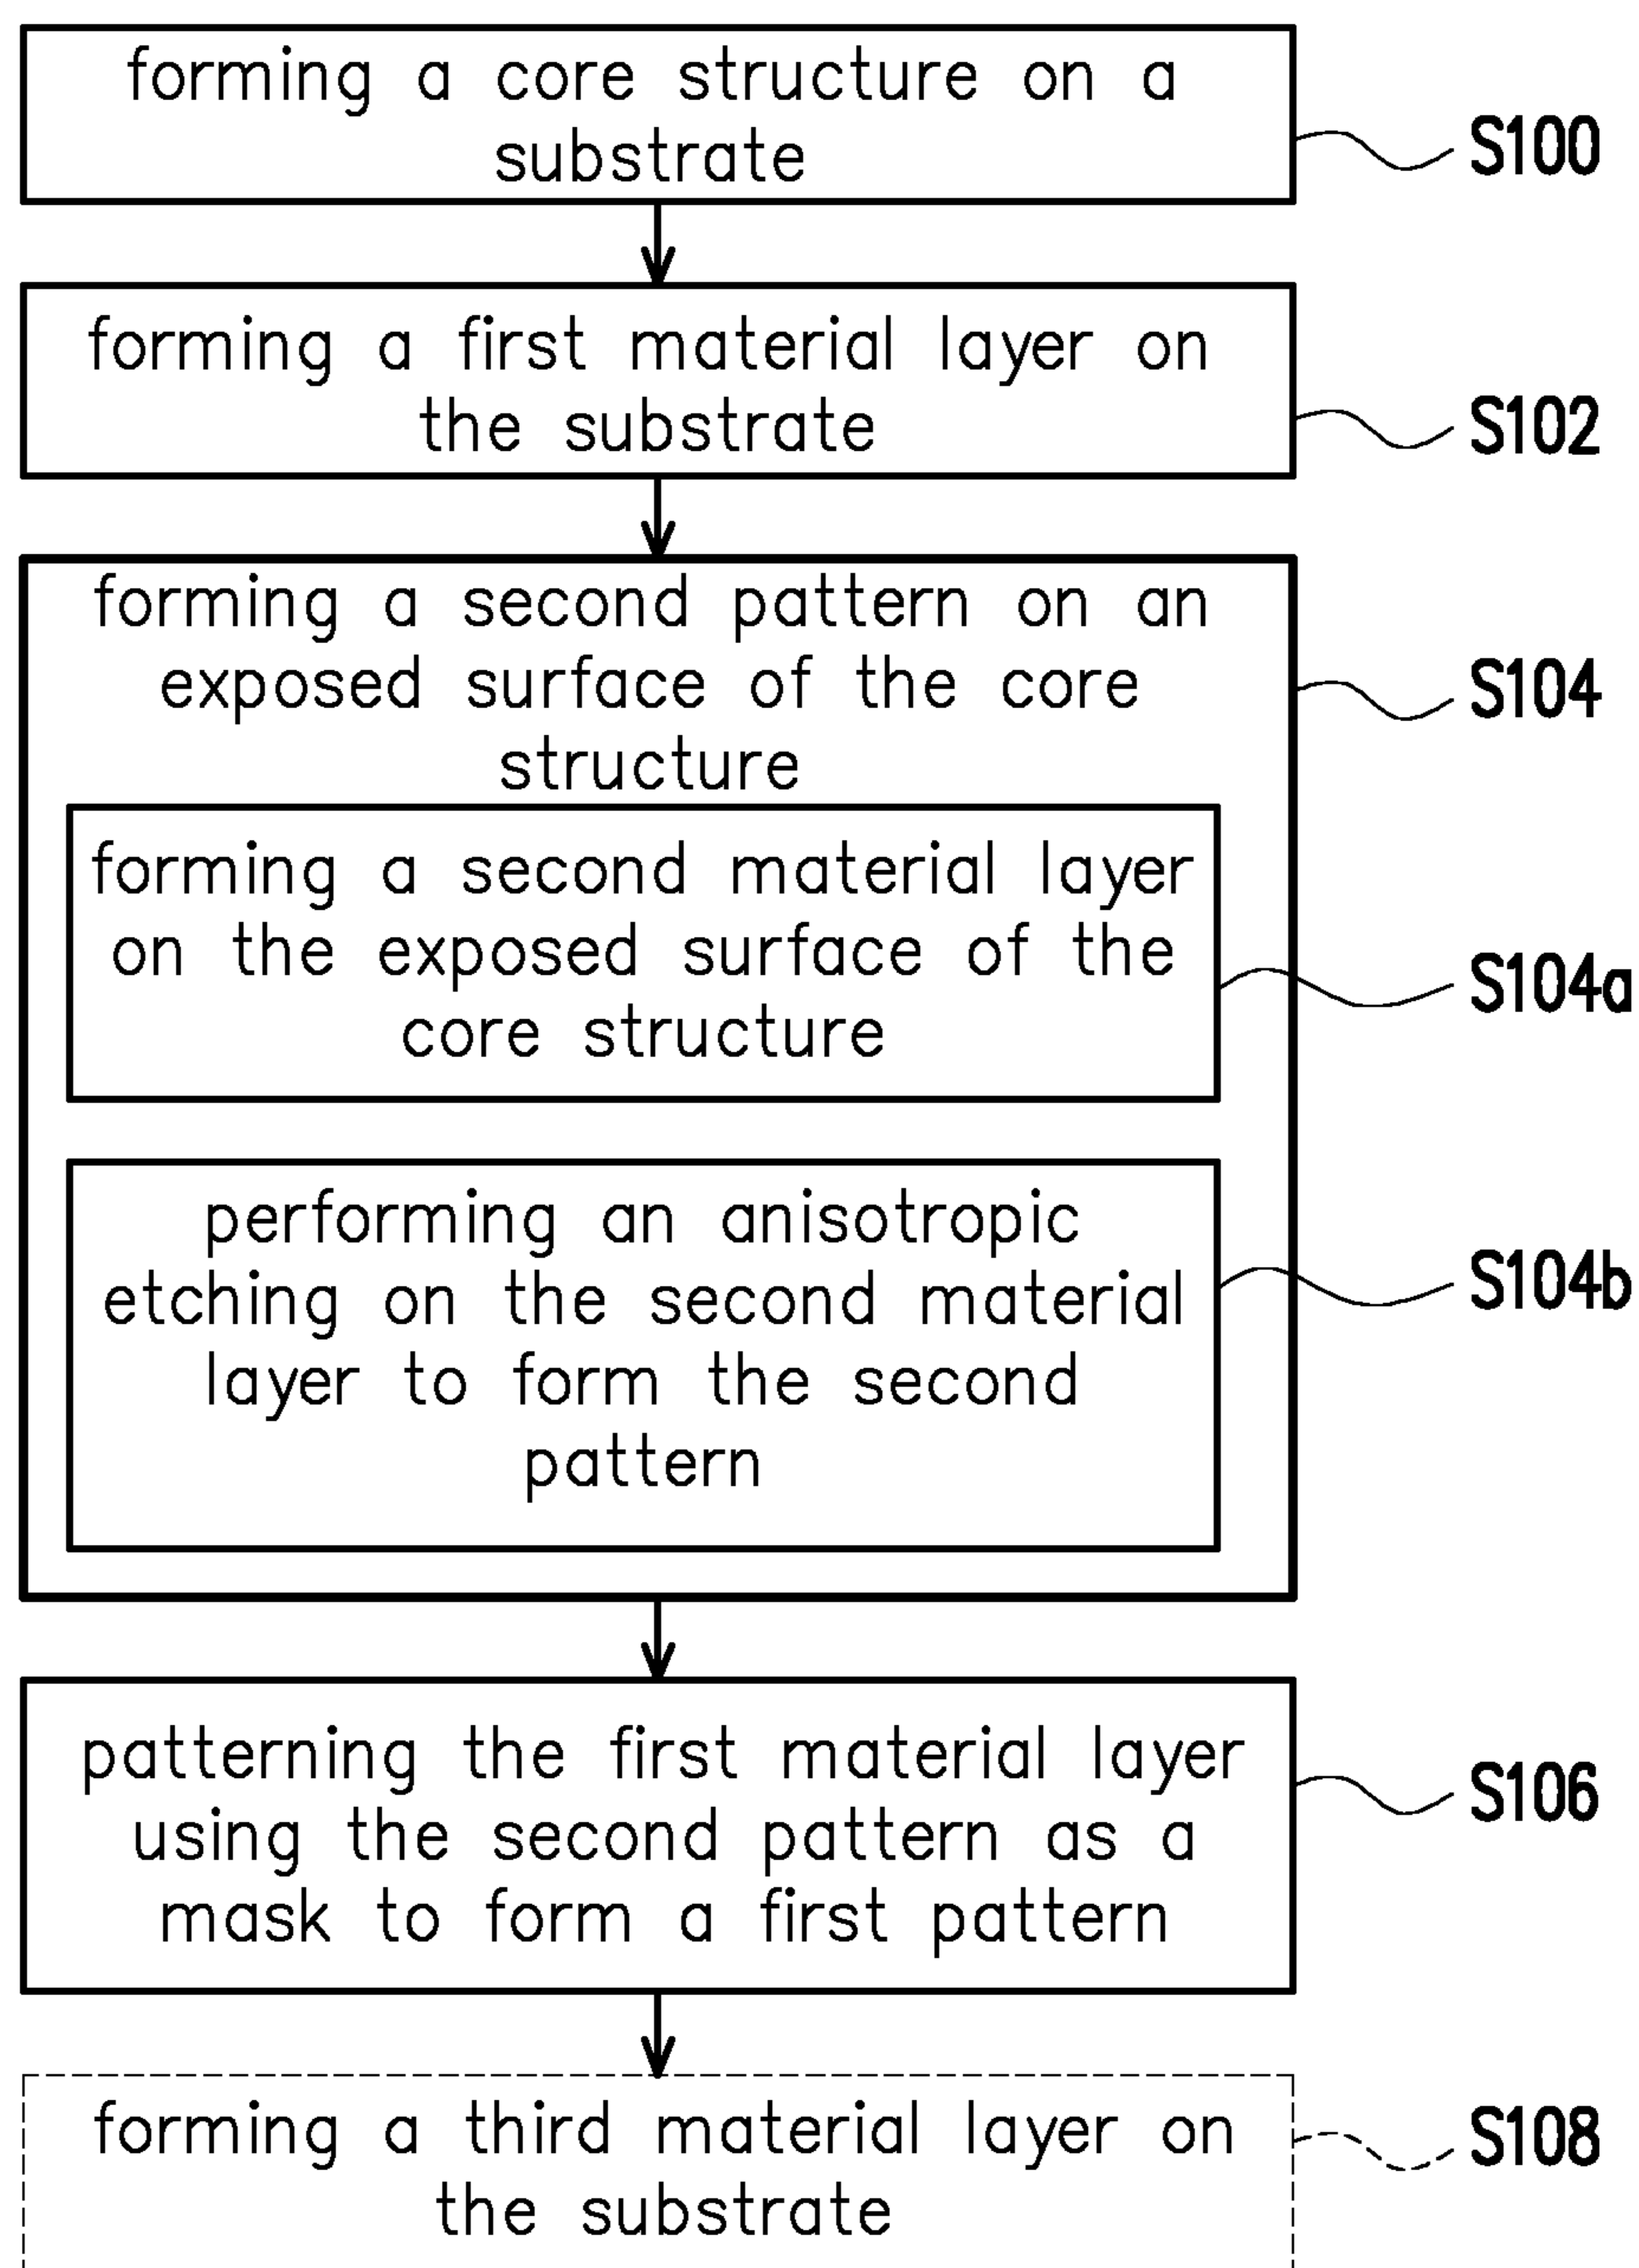 forming a core structure on a
substrate
S100
forming a first material layer on
the substrate
S102
forming a second pattern on an
exposed surface of the core
structure
S104
forming a second material layer
on the exposed surface of the
core structure
S104a
performing an anisotropic
etching on the second material
layer to form the second
pattern
S104b
patterning the first material layer
using the second pattern as a
mask to form a first pattern
S106
forming a third material layer on
the substrate
S108